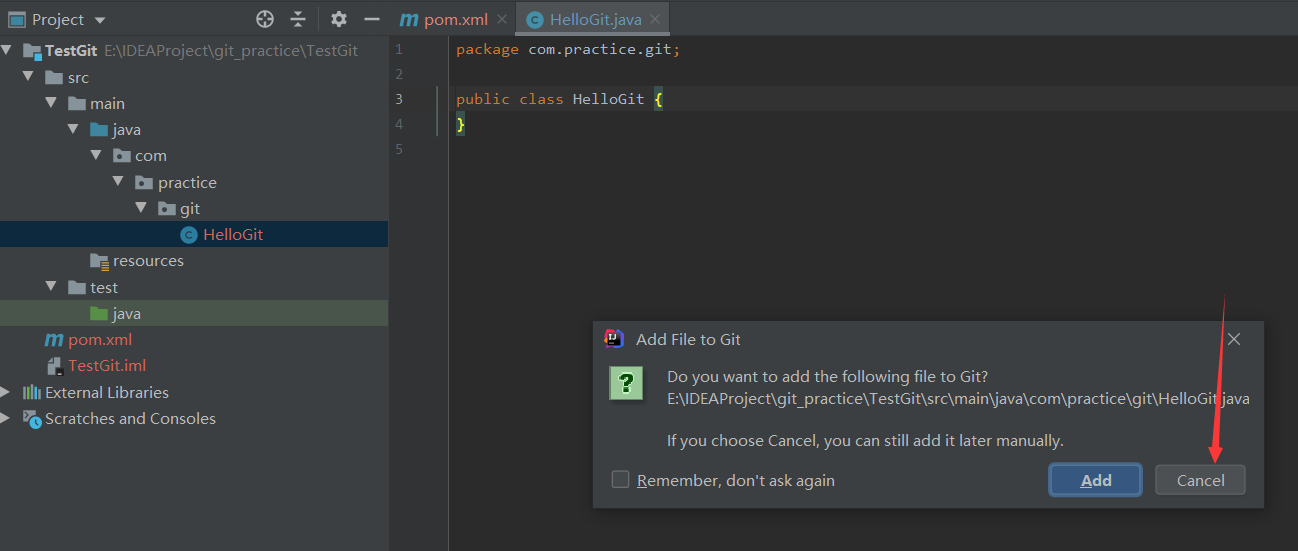 Project
pom.xml
HelloGit.java
TestGit E:\IDEAProject\git_practice\TestGit
src
main
java
com
practice
git
HelloGit
resources
test
java
pom.xml
TestGit.iml
External Libraries
Scratches and Consoles
1 package com.practice.git;
2
3 public class HelloGit {
4 }
5
Add File to Git
Do you want to add the following file to Git?
E:\IDEAProject\git_practice\TestGit\src\main\java\com\practice\git\HelloGit.java
If you choose Cancel, you can still add it later manually.
Remember, don't ask again
Add
Cancel